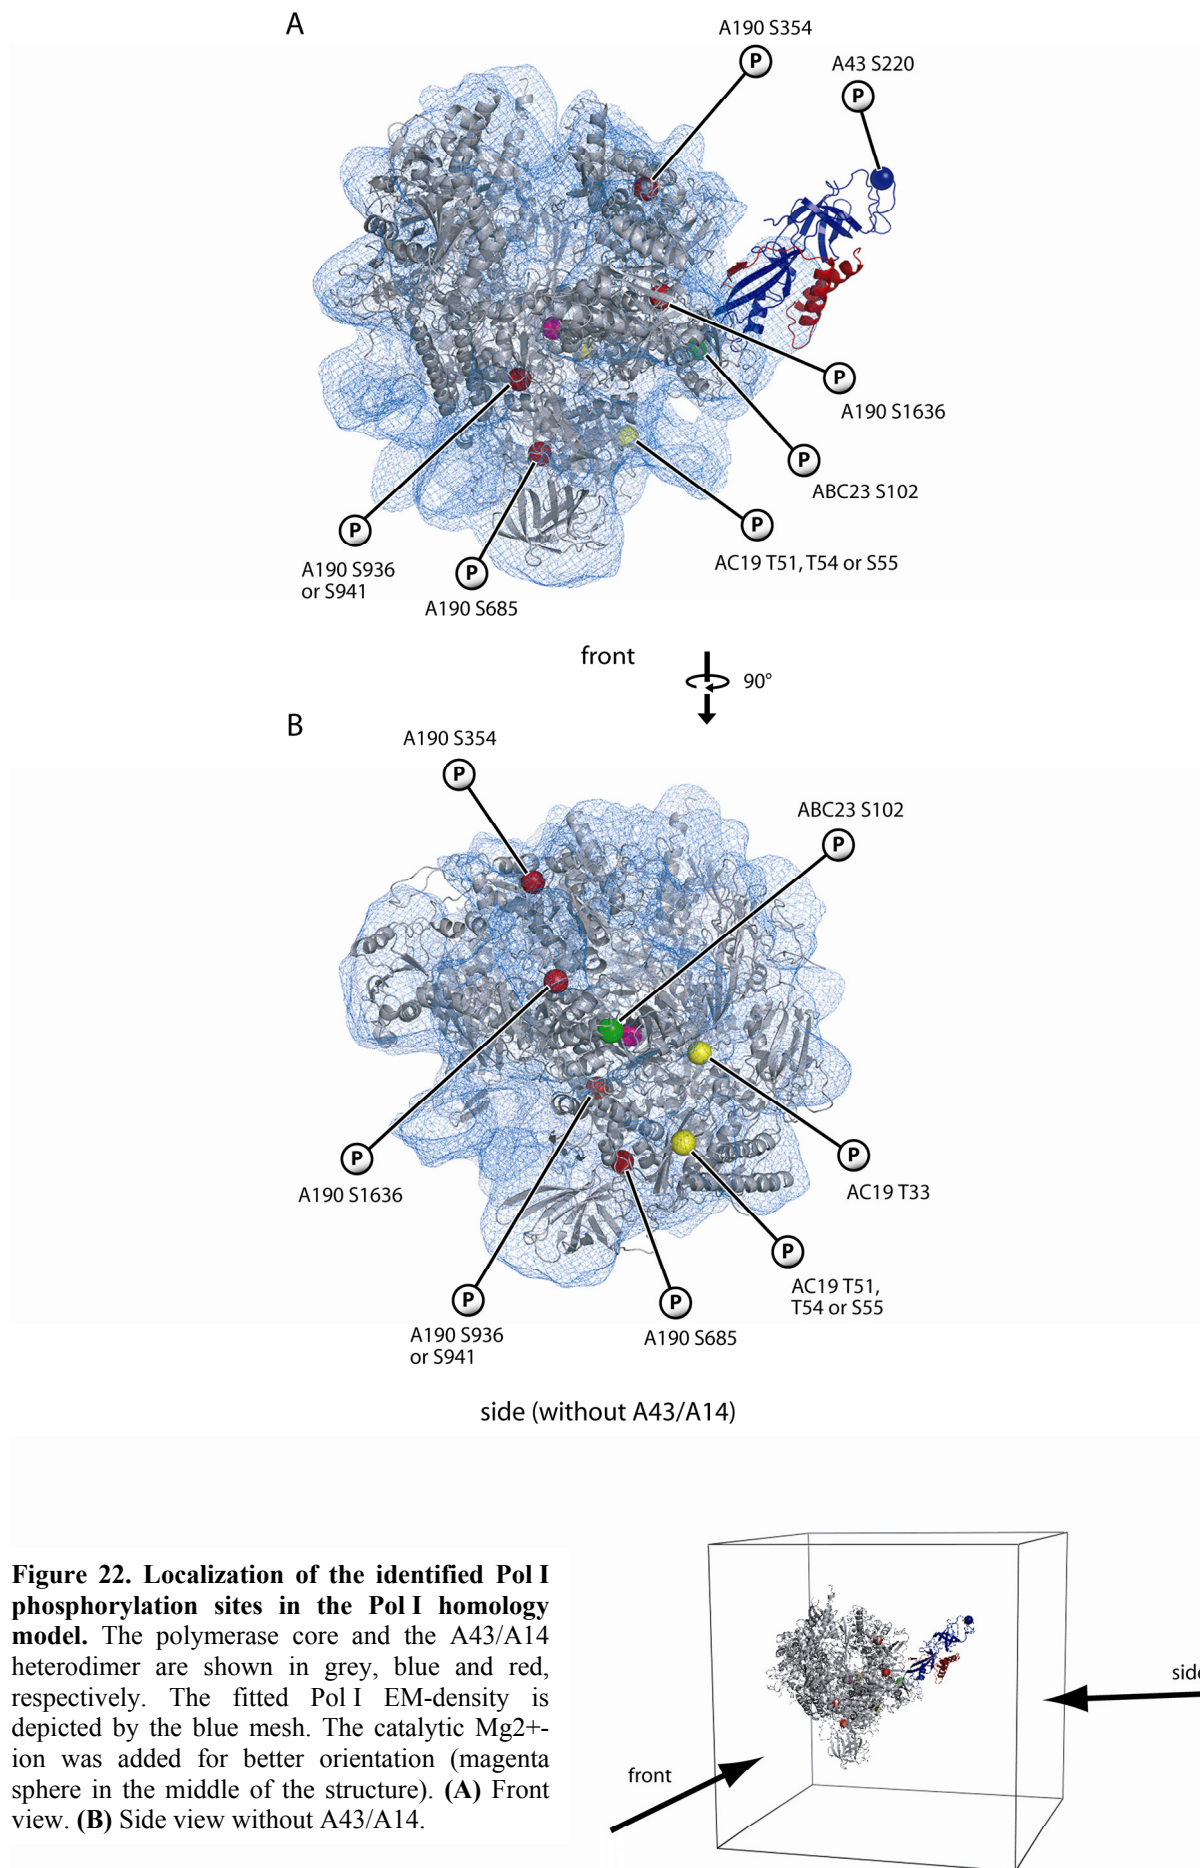 A
A190 S354
P
A43 S220
P
P
A190 S1636
P
ABC23 S102
P
AC19 T51, T54 or S55
P
A190 S936
or S941
P
A190 S685
front
90°
B
A190 S354
P
ABC23 S102
P
P
A190 S1636
P
AC19 T33
P
AC19 T51,
T54 or S55
P
A190 S936
or S941
P
A190 S685
side (without A43/A14)
Figure 22. Localization of the identified Pol I
phosphorylation sites in the Pol I homology
model. The polymerase core and the A43/A14
heterodimer are shown in grey, blue and red,
respectively. The fitted Pol I EM-density is
depicted by the blue mesh. The catalytic Mg2+-
ion was added for better orientation (magenta
sphere in the middle of the structure). (A) Front
view. (B) Side view without A43/A14.
side
front